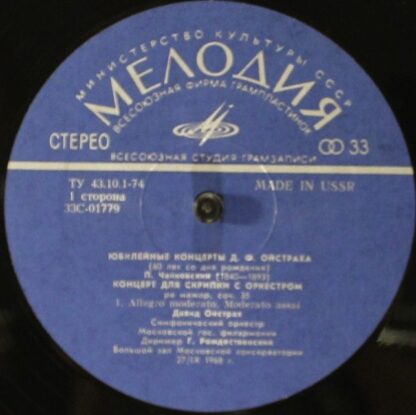 МИНИСТЕРСТВО КУЛЬТУРЫ СССР
МЕЛОДИЯ
ВСЕСОЮЗНАЯ ФИРМА ГРАМПЛАСТИНОК
СТЕРЕО
33
ВСЕСОЮЗНАЯ СТУДИЯ ГРАМЗАПИСИ
ТУ 43.10.1-74
MADE IN USSR
1 сторона
33С-01779
ЮБИЛЕЙНЫЕ КОНЦЕРТЫ Д. Ф. ОЙСТРАХА
(60 лет со дня рождения)
П. Чайковский (1840—1893)
КОНЦЕРТ ДЛЯ СКРИПКИ С ОРКЕСТРОМ
ре мажор, соч. 35
1. Allegro moderato. Moderato assai
Давид Ойстрах
Симфонический оркестр
Московской гос. филармонии
Дирижер Г. Рождественский
Большой зал Московской консерватории
27/IX 1968 г.